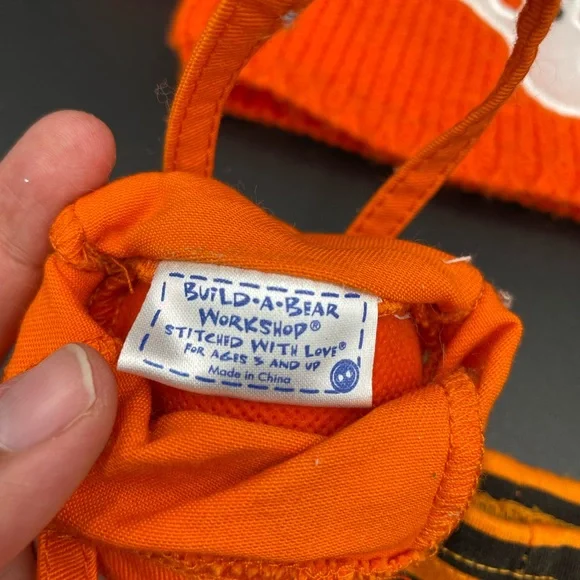 BUILD•A•BEAR
WORKSHOP®
STITCHED WITH LOVE®
FOR AGES 3 AND UP
Made in China